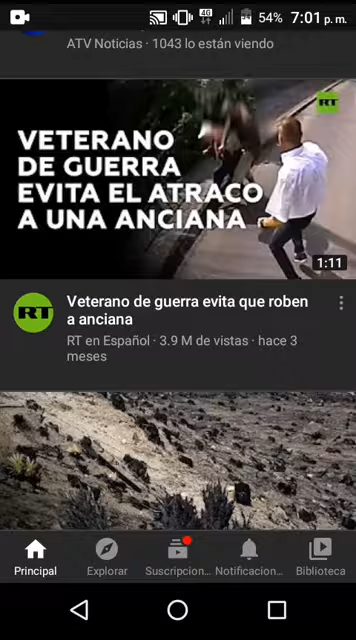 4G
54% 7:01 p. m.
ATV Noticias · 1043 lo están viendo
RT
VETERANO
DE GUERRA
EVITA EL ATRACO
A UNA ANCIANA
1:11
RT
Veterano de guerra evita que roben
a anciana
RT en Español · 3.9 M de vistas · hace 3
meses
Principal
Explorar
Suscripcion...
Notificacion...
Biblioteca